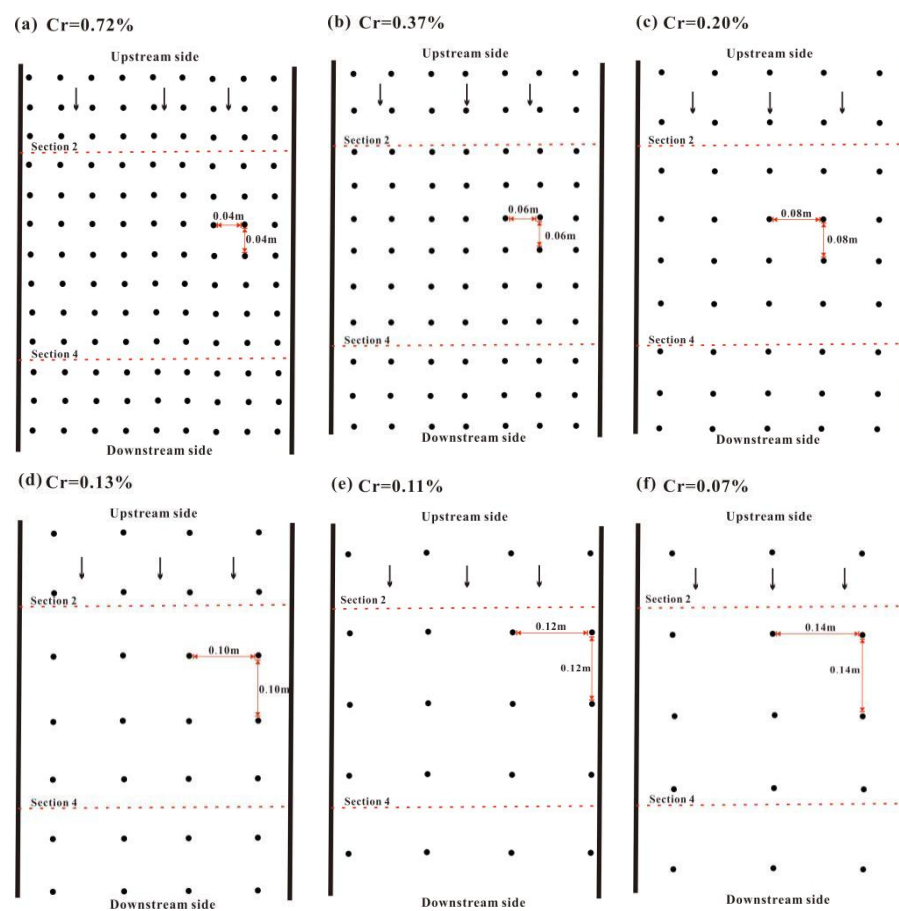 (a) Cr=0.72%
Upstream side
Section 2
0.04m
0.04m
Section 4
Downstream side
(b) Cr=0.37%
Upstream side
Section 2
0.06m
0.06m
Section 4
Downstream side
(c) Cr=0.20%
Upstream side
Section 2
0.08m
0.08m
Section 4
Downstream side
(d) Cr=0.13%
Upstream side
Section 2
0.10m
0.10m
Section 4
Downstream side
(e) Cr=0.11%
Upstream side
Section 2
0.12m
0.12m
Section 4
Downstream side
(f) Cr=0.07%
Upstream side
Section 2
0.14m
0.14m
Section 4
Downstream side